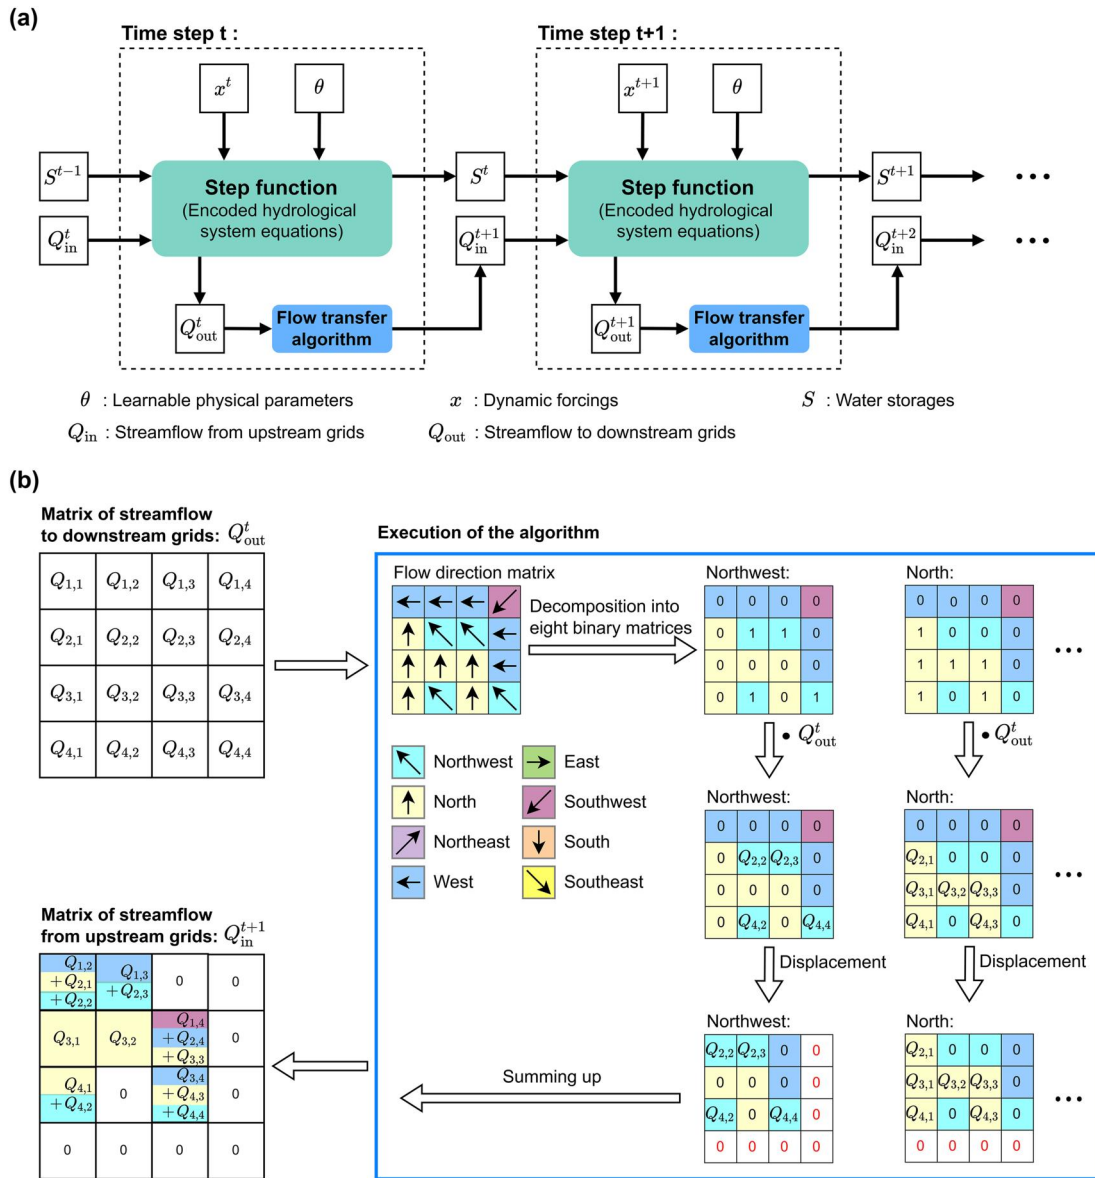 (a)
Time step t :
Time step t+1 :
x^t
θ
x^{t+1}
θ
S^{t-1}
Step function
(Encoded hydrological
system equations)
S^t
Step function
(Encoded hydrological
system equations)
S^{t+1}
•••
Q_in^t
Q_in^{t+1}
Q_in^{t+2}
•••
Q_out^t
Flow transfer
algorithm
Q_out^{t+1}
Flow transfer
algorithm
θ : Learnable physical parameters
x : Dynamic forcings
S : Water storages
Q_in : Streamflow from upstream grids
Q_out : Streamflow to downstream grids
(b)
Matrix of streamflow
to downstream grids: Q_out^t
Q_{1,1} Q_{1,2} Q_{1,3} Q_{1,4}
Q_{2,1} Q_{2,2} Q_{2,3} Q_{2,4}
Q_{3,1} Q_{3,2} Q_{3,3} Q_{3,4}
Q_{4,1} Q_{4,2} Q_{4,3} Q_{4,4}
Execution of the algorithm
Flow direction matrix
Decomposition into
eight binary matrices
Northwest:
0 0 0 0
0 1 1 0
0 0 0 0
0 1 0 1
North:
0 0 0 0
1 0 0 0
1 1 1 0
1 0 1 0
•••
• Q_out^t
• Q_out^t
Northwest
East
North
Southwest
Northeast
South
West
Southeast
Northwest:
0 0 0 0
0 Q_{2,2} Q_{2,3} 0
0 0 0 0
0 Q_{4,2} 0 Q_{4,4}
North:
0 0 0 0
Q_{2,1} 0 0 0
Q_{3,1} Q_{3,2} Q_{3,3} 0
Q_{4,1} 0 Q_{4,3} 0
•••
Displacement
Displacement
Northwest:
Q_{2,2} Q_{2,3} 0 0
0 0 0 0
Q_{4,2} 0 Q_{4,4} 0
0 0 0 0
North:
Q_{2,1} 0 0 0
Q_{3,1} Q_{3,2} Q_{3,3} 0
Q_{4,1} 0 Q_{4,3} 0
0 0 0 0
•••
Summing up
Matrix of streamflow
from upstream grids: Q_in^{t+1}
Q_{1,2}
+Q_{2,1}
+Q_{2,2}
Q_{1,3}
+Q_{2,3}
0
0
Q_{3,1}
Q_{3,2}
Q_{1,4}
+Q_{2,4}
+Q_{3,3}
0
Q_{4,1}
+Q_{4,2}
0
Q_{3,4}
+Q_{4,3}
+Q_{4,4}
0
0 0 0 0